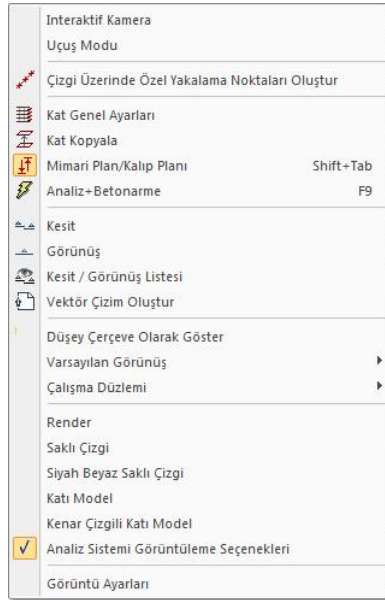 Interaktif Kamera
Uçuş Modu
Çizgi Üzerinde Özel Yakalama Noktaları Oluştur
Kat Genel Ayarları
Kat Kopyala
Mimari Plan/Kalıp Planı Shift+Tab
Analiz+Betonarme F9
Kesit
Görünüş
Kesit / Görünüş Listesi
Vektör Çizim Oluştur
Düşey Çerçeve Olarak Göster
Varsayılan Görünüş
Çalışma Düzlemi
Render
Saklı Çizgi
Siyah Beyaz Saklı Çizgi
Katı Model
Kenar Çizgili Katı Model
Analiz Sistemi Görüntüleme Seçenekleri
Görüntü Ayarları